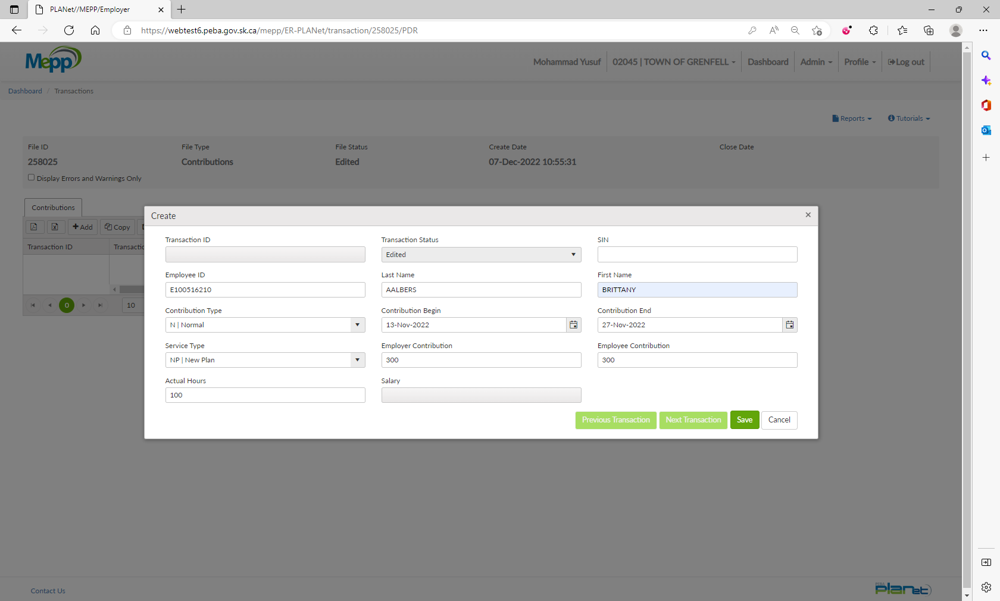 PLANet//MEPP/Employer
https://webtest6.peba.gov.sk.ca/mepp/ER-PLANet/transaction/258025/PDR
Mepp
Mohammad Yusuf
02045 | TOWN OF GRENFELL
Dashboard
Admin
Profile
Log out
Dashboard / Transactions
Reports
Tutorials
File ID
File Type
File Status
Create Date
Close Date
258025
Contributions
Edited
07-Dec-2022 10:55:31
Display Errors and Warnings Only
Contributions
Add
Copy
Transaction ID
Transactio
0
10
Create
Transaction ID
Transaction Status
SIN
Edited
Employee ID
Last Name
First Name
E100516210
AALBERS
BRITTANY
Contribution Type
Contribution Begin
Contribution End
N | Normal
13-Nov-2022
27-Nov-2022
Service Type
Employer Contribution
Employee Contribution
NP | New Plan
300
300
Actual Hours
Salary
100
Previous Transaction
Next Transaction
Save
Cancel
Contact Us
PEBA
planet